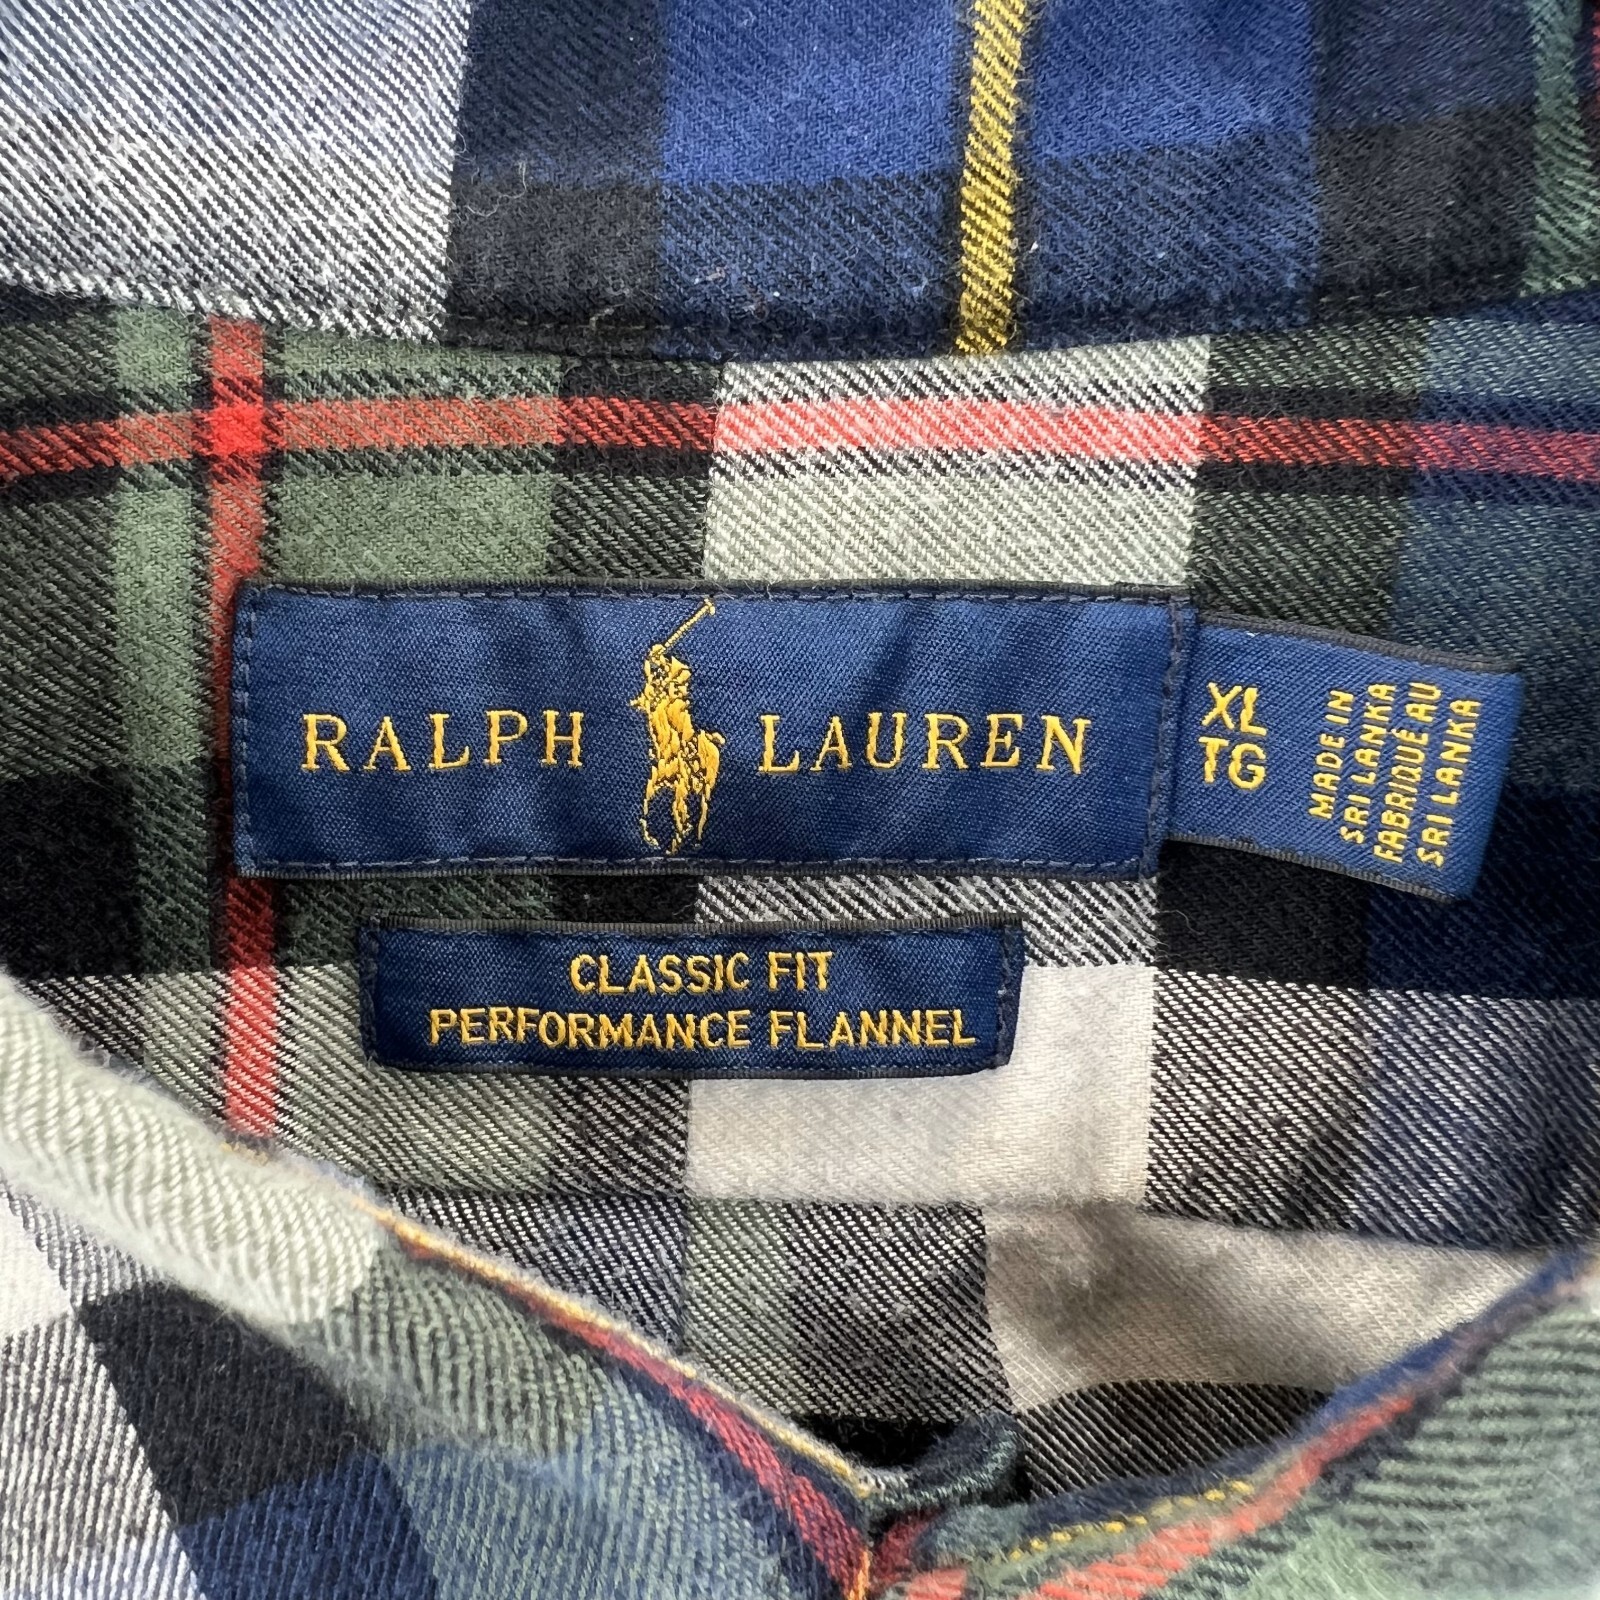 RALPH LAUREN
XL
TG
MADE IN
SRI LANKA
FABRIQUÉ AU
SRI LANKA
CLASSIC FIT
PERFORMANCE FLANNEL